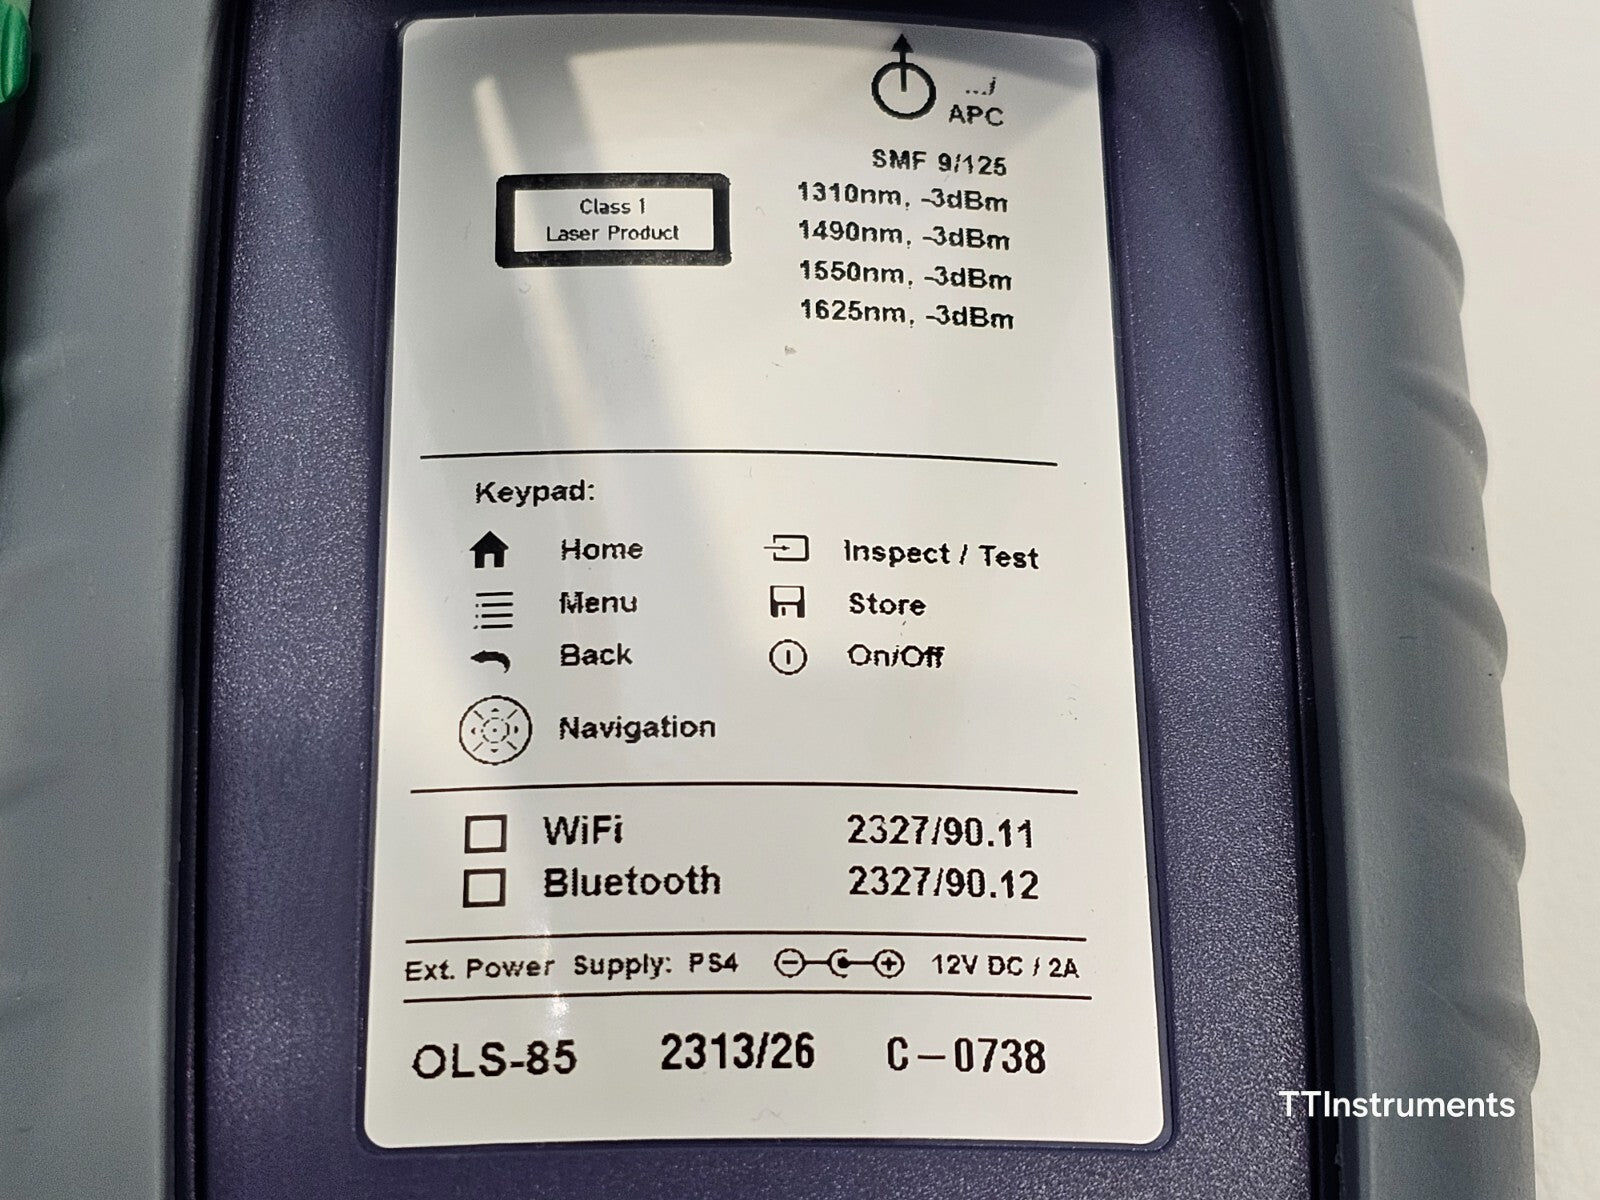 ...j
APC
SMF 9/125
1310nm, -3dBm
1490nm, -3dBm
1550nm, -3dBm
1625nm, -3dBm
Class 1
Laser Product
Keypad:
Home
Inspect / Test
Menu
Store
Back
On/Off
Navigation
WiFi 2327/90.11
Bluetooth 2327/90.12
Ext. Power Supply: PS4 12V DC / 2A
OLS-85 2313/26 C-0738
TTInstruments